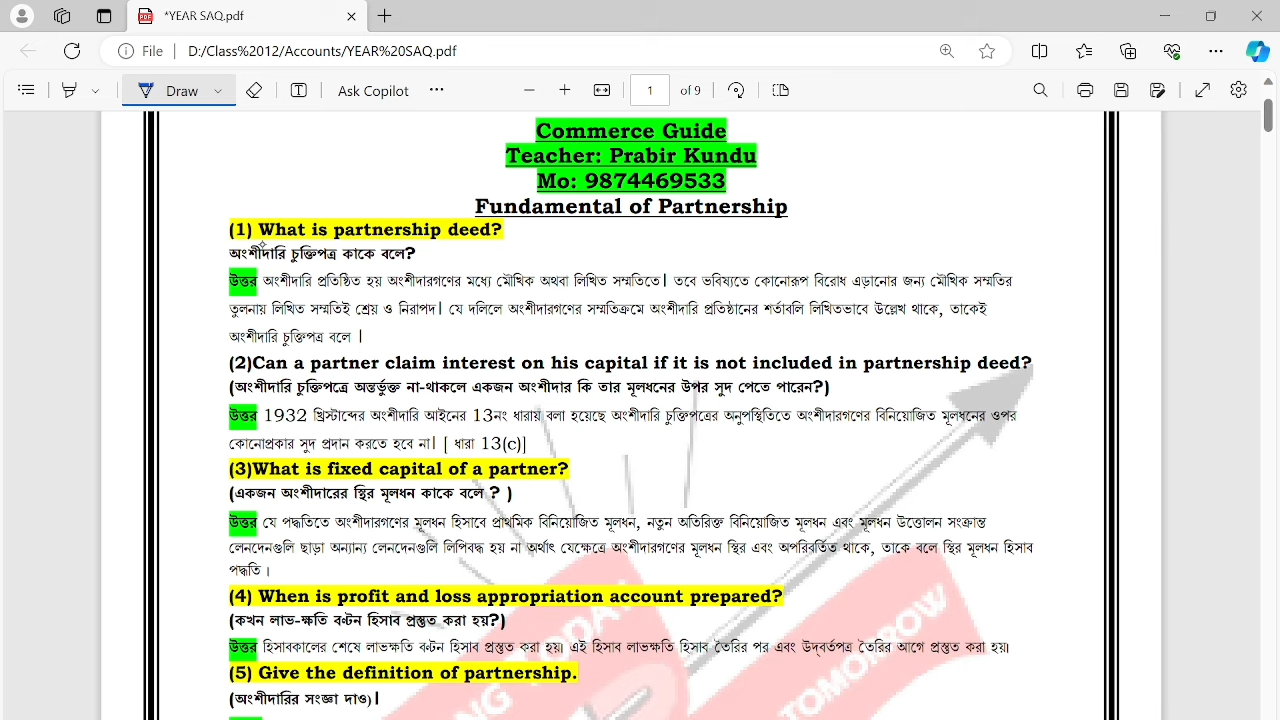 *YEAR SAQ.pdf
File D:/Class%2012/Accounts/YEAR%20SAQ.pdf
Draw Ask Copilot 1 of 9
Commerce Guide
Teacher: Prabir Kundu
Mo: 9874469533
Fundamental of Partnership
(1) What is partnership deed?
অংশীদারি চুক্তিপত্র কাকে বলে?
উত্তর অংশীদারি প্রতিষ্ঠিত হয় অংশীদারগণের মধ্যে মৌখিক অথবা লিখিত সম্মতিতে। তবে ভবিষ্যতে কোনোরূপ বিরোধ এড়ানোর জন্য মৌখিক সম্মতির
তুলনায় লিখিত সম্মতিই শ্রেয় ও নিরাপদ। যে দলিলে অংশীদারগণের সম্মতিক্রমে অংশীদারি প্রতিষ্ঠানের শর্তাবলি লিখিতভাবে উল্লেখ থাকে, তাকেই
অংশীদারি চুক্তিপত্র বলে |
(2)Can a partner claim interest on his capital if it is not included in partnership deed?
(অংশীদারি চুক্তিপত্রে অন্তর্ভুক্ত না-থাকলে একজন অংশীদার কি তার মূলধনের উপর সুদ পেতে পারেন?)
উত্তর 1932 খ্রিস্টাব্দের অংশীদারি আইনের 13নং ধারায় বলা হয়েছে অংশীদারি চুক্তিপত্রের অনুপস্থিতিতে অংশীদারগণের বিনিয়োজিত মূলধনের ওপর
কোনোপ্রকার সুদ প্রদান করতে হবে না। [ ধারা 13(c)]
(3)What is fixed capital of a partner?
(একজন অংশীদারের স্থির মূলধন কাকে বলে ? )
উত্তর যে পদ্ধতিতে অংশীদারগণের মূলধন হিসাবে প্রাথমিক বিনিয়োজিত মূলধন, নতুন অতিরিক্ত বিনিয়োজিত মূলধন এবং মূলধন উত্তোলন সংক্রান্ত
লেনদেনগুলি ছাড়া অন্যান্য লেনদেনগুলি লিপিবদ্ধ হয় না অর্থাৎ যেক্ষেত্রে অংশীদারগণের মূলধন স্থির এবং অপরিবর্তিত থাকে, তাকে বলে স্থির মূলধন হিসাব
পদ্ধতি ।
(4) When is profit and loss appropriation account prepared?
(কখন লাভ-ক্ষতি বণ্টন হিসাব প্রস্তুত করা হয়?)
উত্তর হিসাবকালের শেষে লাভক্ষতি বণ্টন হিসাব প্রস্তুত করা হয়। এই হিসাব লাভক্ষতি হিসাব তৈরির পর এবং উদ্‌বর্তপত্র তৈরির আগে প্রস্তুত করা হয়।
(5) Give the definition of partnership.
(অংশীদারির সংজ্ঞা দাও)।
TODAY
TOMORROW